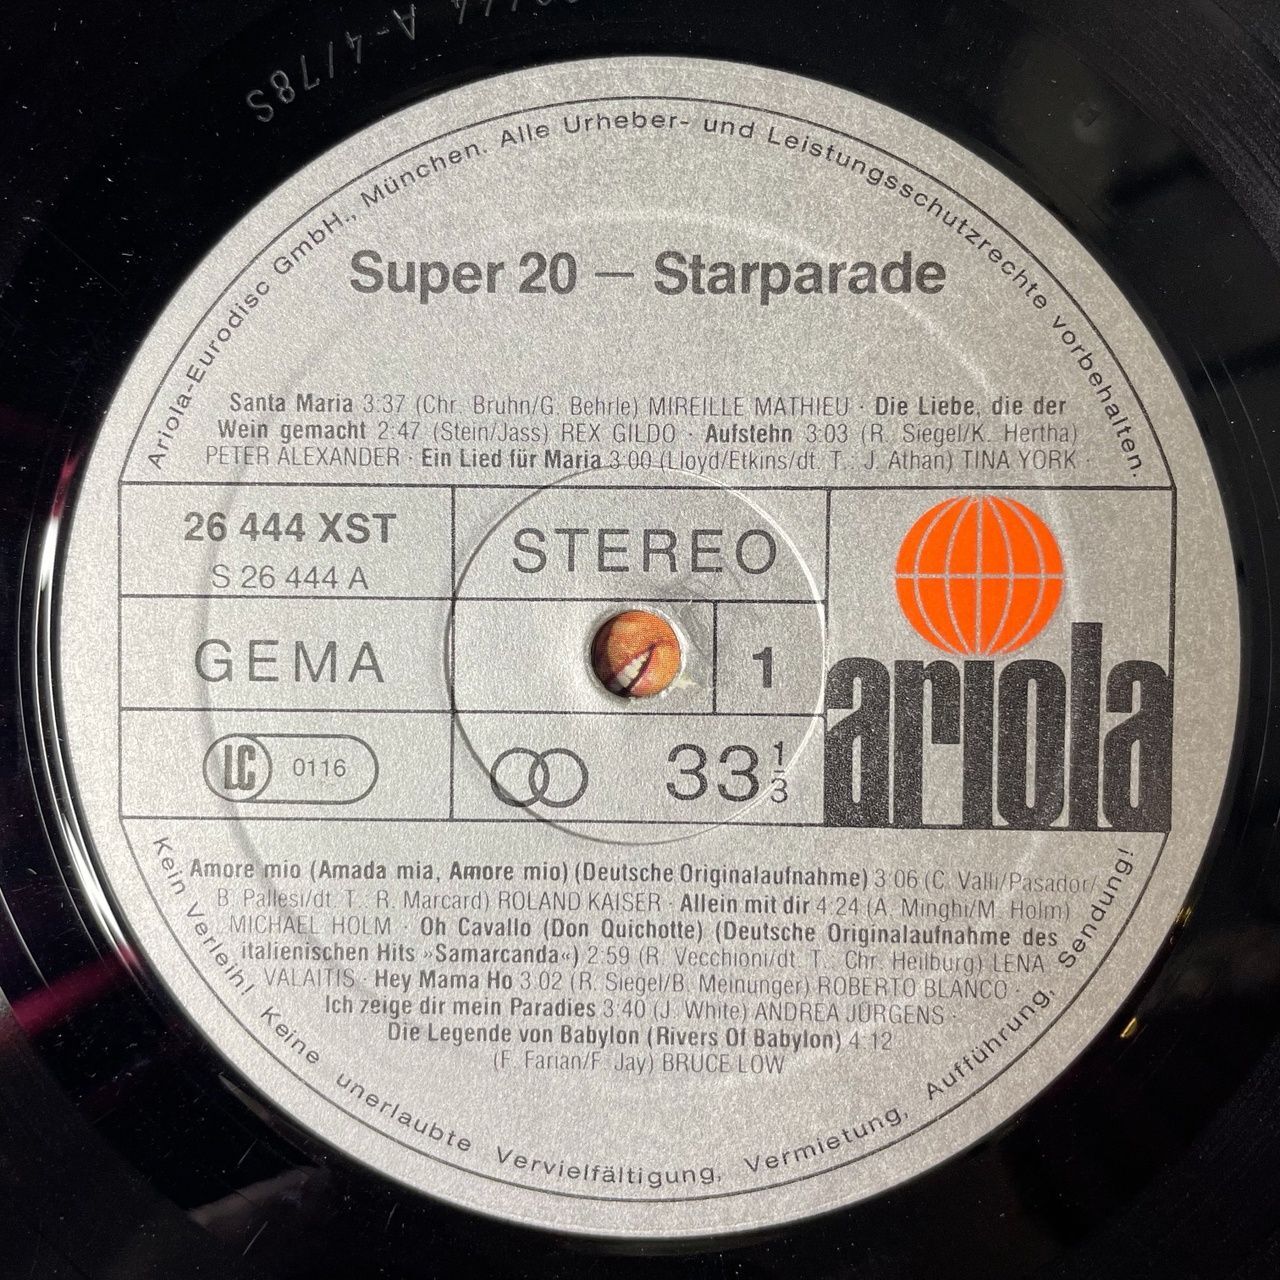 A-4/78S
Ariola-Eurodisc GmbH., München. Alle Urheber- und Leistungsschutzrechte vorbehalten.
Super 20 — Starparade
Santa Maria 3:37 (Chr. Bruhn/G. Behrle) MIREILLE MATHIEU · Die Liebe, die der
Wein gemacht 2:47 (Stein/Jass) REX GILDO · Aufstehn 3:03 (R. Siegel/K. Hertha)
PETER ALEXANDER · Ein Lied für Maria 3:00 (Lloyd/Etkins/dt. T.: J. Athan) TINA YORK ·
26 444 XST
S 26 444 A
STEREO
GEMA
1
LC 0116
33 1/3
ariola
Amore mio (Amada mia, Amore mio) (Deutsche Originalaufnahme) 3:06 (C. Valli/Pasador/
B. Pallesi/dt. T.: R. Marcard) ROLAND KAISER · Allein mit dir 4:24 (A. Minghi/M. Holm)
MICHAEL HOLM · Oh Cavallo (Don Quichotte) (Deutsche Originalaufnahme des
italienischen Hits »Samarcanda«) 2:59 (R. Vecchioni/dt. T.: Chr. Heilburg) LENA
VALAITIS · Hey Mama Ho 3:02 (R. Siegel/B. Meinunger) ROBERTO BLANCO ·
Ich zeige dir mein Paradies 3:40 (J. White) ANDREA JÜRGENS ·
Die Legende von Babylon (Rivers Of Babylon) 4:12
(F. Farian/F. Jay) BRUCE LOW
Kein Verleih! Keine unerlaubte Vervielfältigung, Vermietung, Aufführung, Sendung!